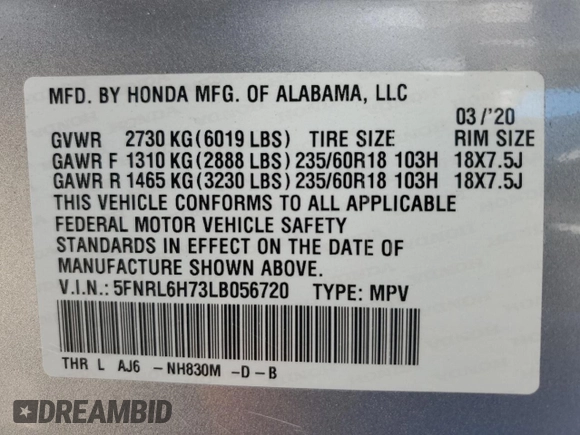 MFD. BY HONDA MFG. OF ALABAMA, LLC
03/'20
GVWR 2730 KG(6019 LBS) TIRE SIZE RIM SIZE
GAWR F 1310 KG(2888 LBS) 235/60R18 103H 18X7.5J
GAWR R 1465 KG(3230 LBS) 235/60R18 103H 18X7.5J
THIS VEHICLE CONFORMS TO ALL APPLICABLE
FEDERAL MOTOR VEHICLE SAFETY
STANDARDS IN EFFECT ON THE DATE OF
MANUFACTURE SHOWN ABOVE.
V.I.N.: 5FNRL6H73LB056720 TYPE: MPV
THR L AJ6 -NH830M -D-B
DREAMBID